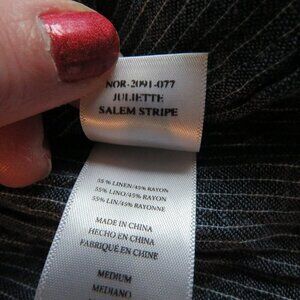 NOR-2091-077
JULIETTE
SALEM STRIPE
55 % LINEN/45% RAYON
55% LINO/45% RAYON
55% LIN/45% RAYONNE
MADE IN CHINA
HECHO EN CHINA
FABRIQUÉ EN CHINE
MEDIUM
MEDIANO